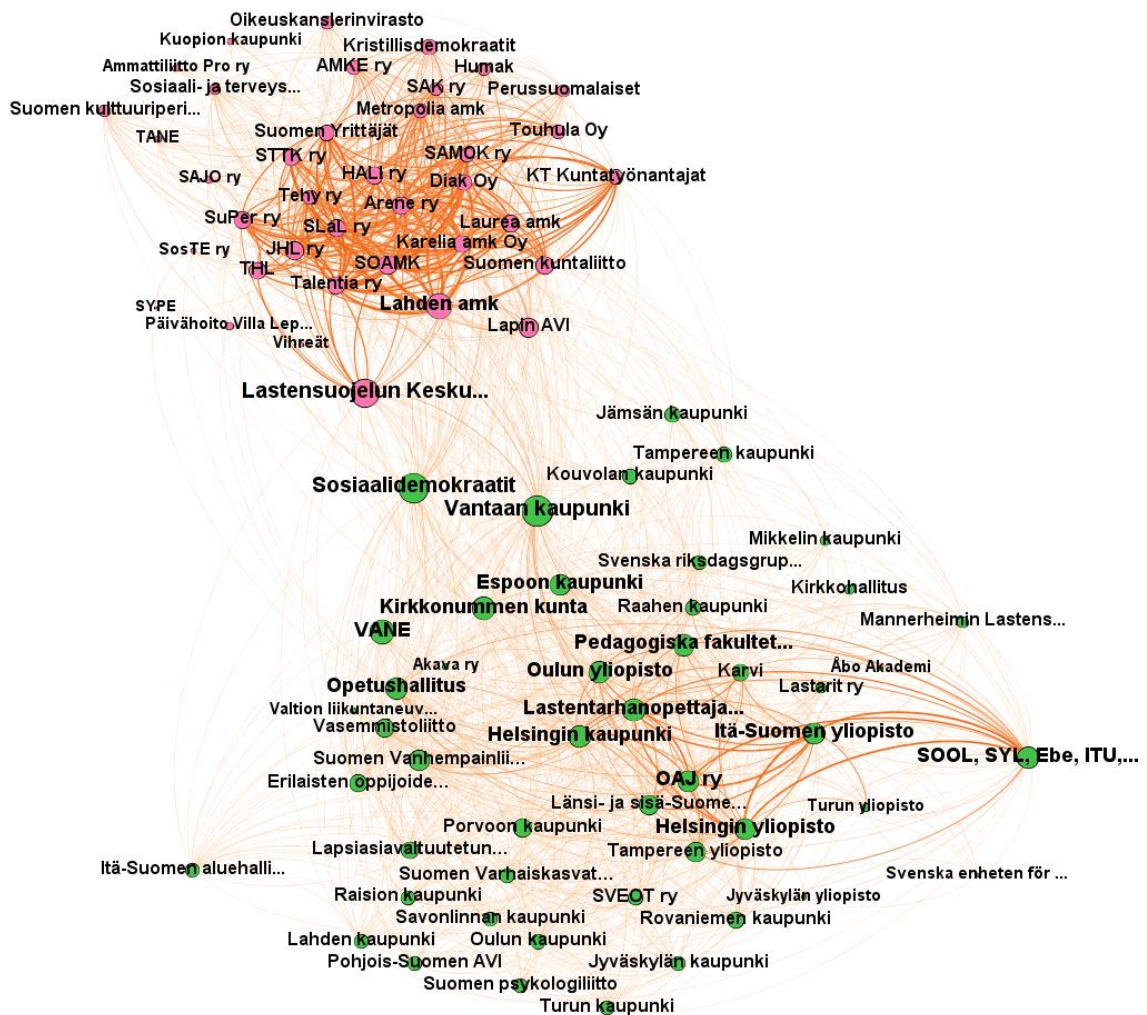 Oikeuskanslerinvirasto
Kuopion kaupunki
Kristillisdemokraatit
Ammattiliitto Pro ry
AMKE ry
Humak
Sosiaali- ja terveys...
SAK ry
Perussuomalaiset
Suomen kulttuuriperi...
Metropolia amk
TANE
Suomen Yrittäjät
Touhula Oy
STTK ry
SAMOK ry
SAJO ry
HALI ry
Diak Oy
KT Kuntatyönantajat
Tehy ry
Arene ry
SuPer ry
SLaL ry
Laurea amk
SosTE ry
JHL ry
Karelia amk Oy
THL
SOAMK
Suomen kuntaliitto
Talentia ry
SYPE
Lahden amk
Päivähoito Villa Lep...
Lapin AVI
Vihreät
Lastensuojelun Kesku...
Jämsän kaupunki
Tampereen kaupunki
Kouvolan kaupunki
Sosiaalidemokraatit
Vantaan kaupunki
Mikkelin kaupunki
Svenska riksdagsgrup...
Espoon kaupunki
Kirkkohallitus
Kirkkonummen kunta
Raahen kaupunki
Mannerheimin Lastens...
VANE
Pedagogiska fakultet...
Akava ry
Oulun yliopisto
Karvi
Åbo Akademi
Opetushallitus
Lastarit ry
Valtion liikuntaneuv...
Lastentarhanopettaja...
Vasemmistoliitto
Helsingin kaupunki
Itä-Suomen yliopisto
Suomen Vanhempainlii...
SOOL, SYL, Ebe, ITU,...
Erilaisten oppijoide...
OAJ ry
Länsi- ja sisä-Suome...
Turun yliopisto
Porvoon kaupunki
Helsingin yliopisto
Lapsiasiavaltuutetun...
Tampereen yliopisto
Itä-Suomen aluehalli...
Suomen Varhaiskasvat...
Svenska enheten för ...
Raision kaupunki
SVEOT ry
Jyväskylän yliopisto
Savonlinnan kaupunki
Rovaniemen kaupunki
Lahden kaupunki
Oulun kaupunki
Pohjois-Suomen AVI
Jyväskylän kaupunki
Suomen psykologiliitto
Turun kaupunki